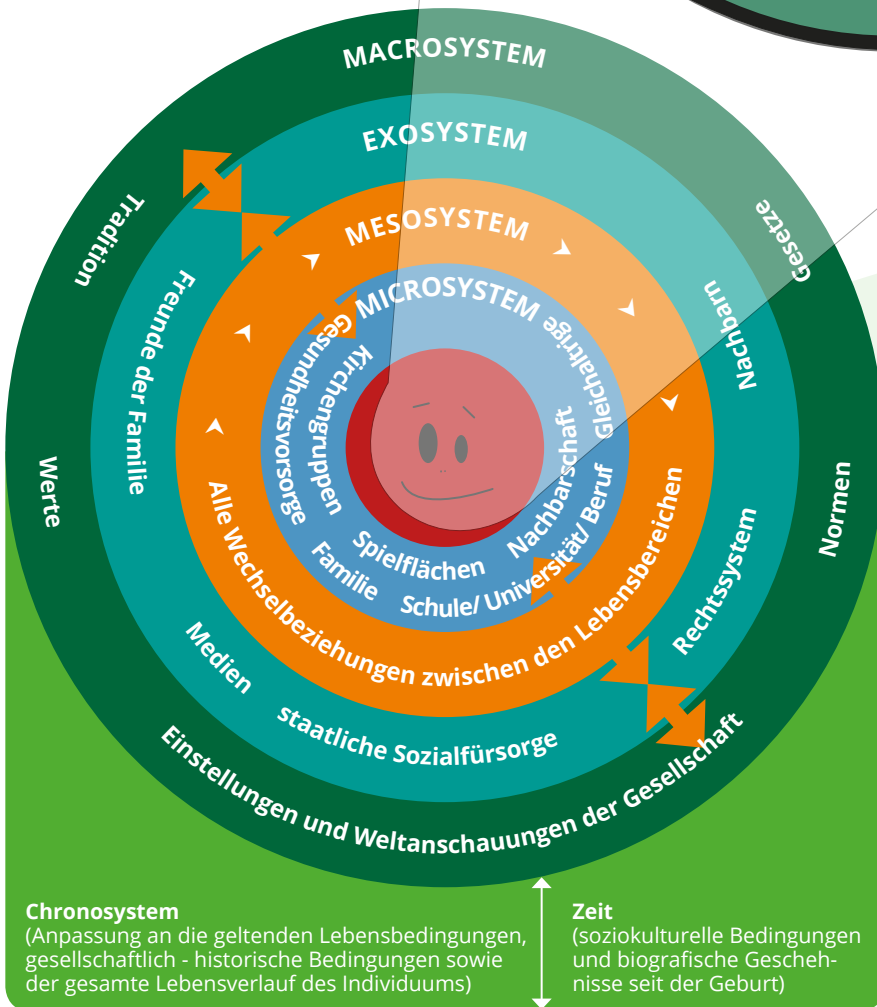 MACROSYSTEM
EXOSYSTEM
MESOSYSTEM
MICROSYSTEM
Tradition
Gesetze
Werte
Normen
Einstellungen und Weltanschauungen der Gesellschaft
Freunde der Familie
Nachbarn
Medien
staatliche Sozialfürsorge
Rechtssystem
Alle Wechselbeziehungen zwischen den Lebensbereichen
Gesundheitsvorsorge
Kirchengruppen
Gleichaltrige
Nachbarschaft
Spielflächen
Familie
Schule/ Universität/ Beruf
Chronosystem
(Anpassung an die geltenden Lebensbedingungen,
gesellschaftlich - historische Bedingungen sowie
der gesamte Lebensverlauf des Individuums)
Zeit
(soziokulturelle Bedingungen
und biografische Gescheh-
nisse seit der Geburt)